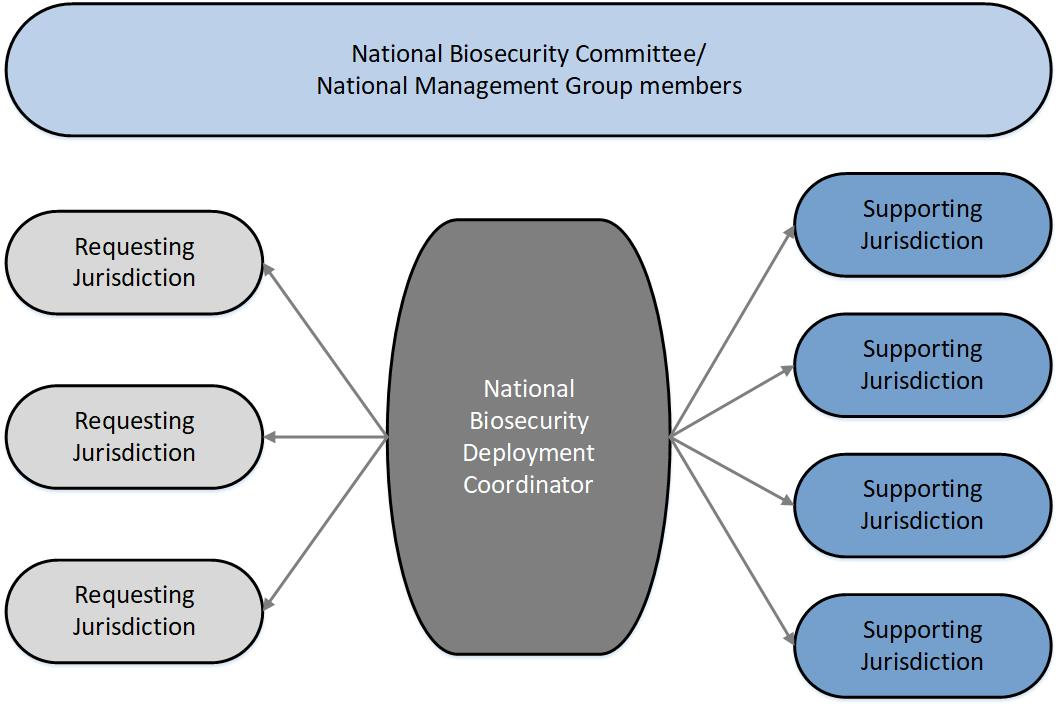 National Biosecurity Committee/
National Management Group members
Requesting
Jurisdiction
Requesting
Jurisdiction
Requesting
Jurisdiction
National
Biosecurity
Deployment
Coordinator
Supporting
Jurisdiction
Supporting
Jurisdiction
Supporting
Jurisdiction
Supporting
Jurisdiction